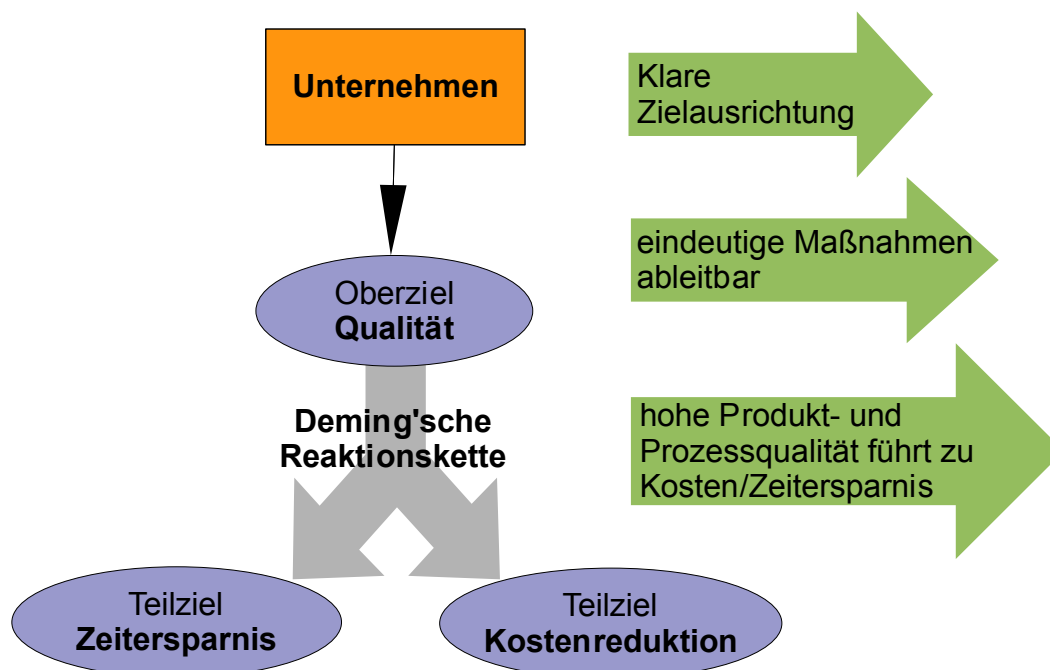 Unternehmen
Klare
Zielausrichtung
eindeutige Maßnahmen
ableitbar
Oberziel
Qualität
Deming'sche
Reaktionskette
hohe Produkt- und
Prozessqualität führt zu
Kosten/Zeitersparnis
Teilziel
Zeitersparnis
Teilziel
Kostenreduktion